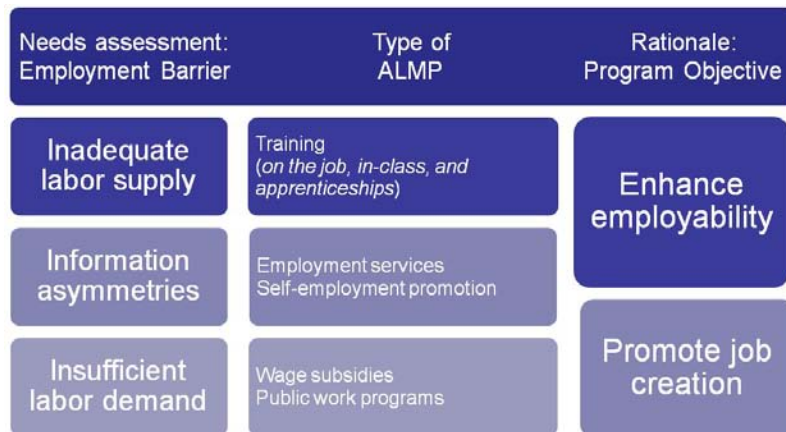 Needs assessment:
Employment Barrier
Type of
ALMP
Rationale:
Program Objective
Inadequate
labor supply
Training
(on the job, in-class, and
apprenticeships)
Enhance
employability
Information
asymmetries
Employment services
Self-employment promotion
Insufficient
labor demand
Wage subsidies
Public work programs
Promote job
creation